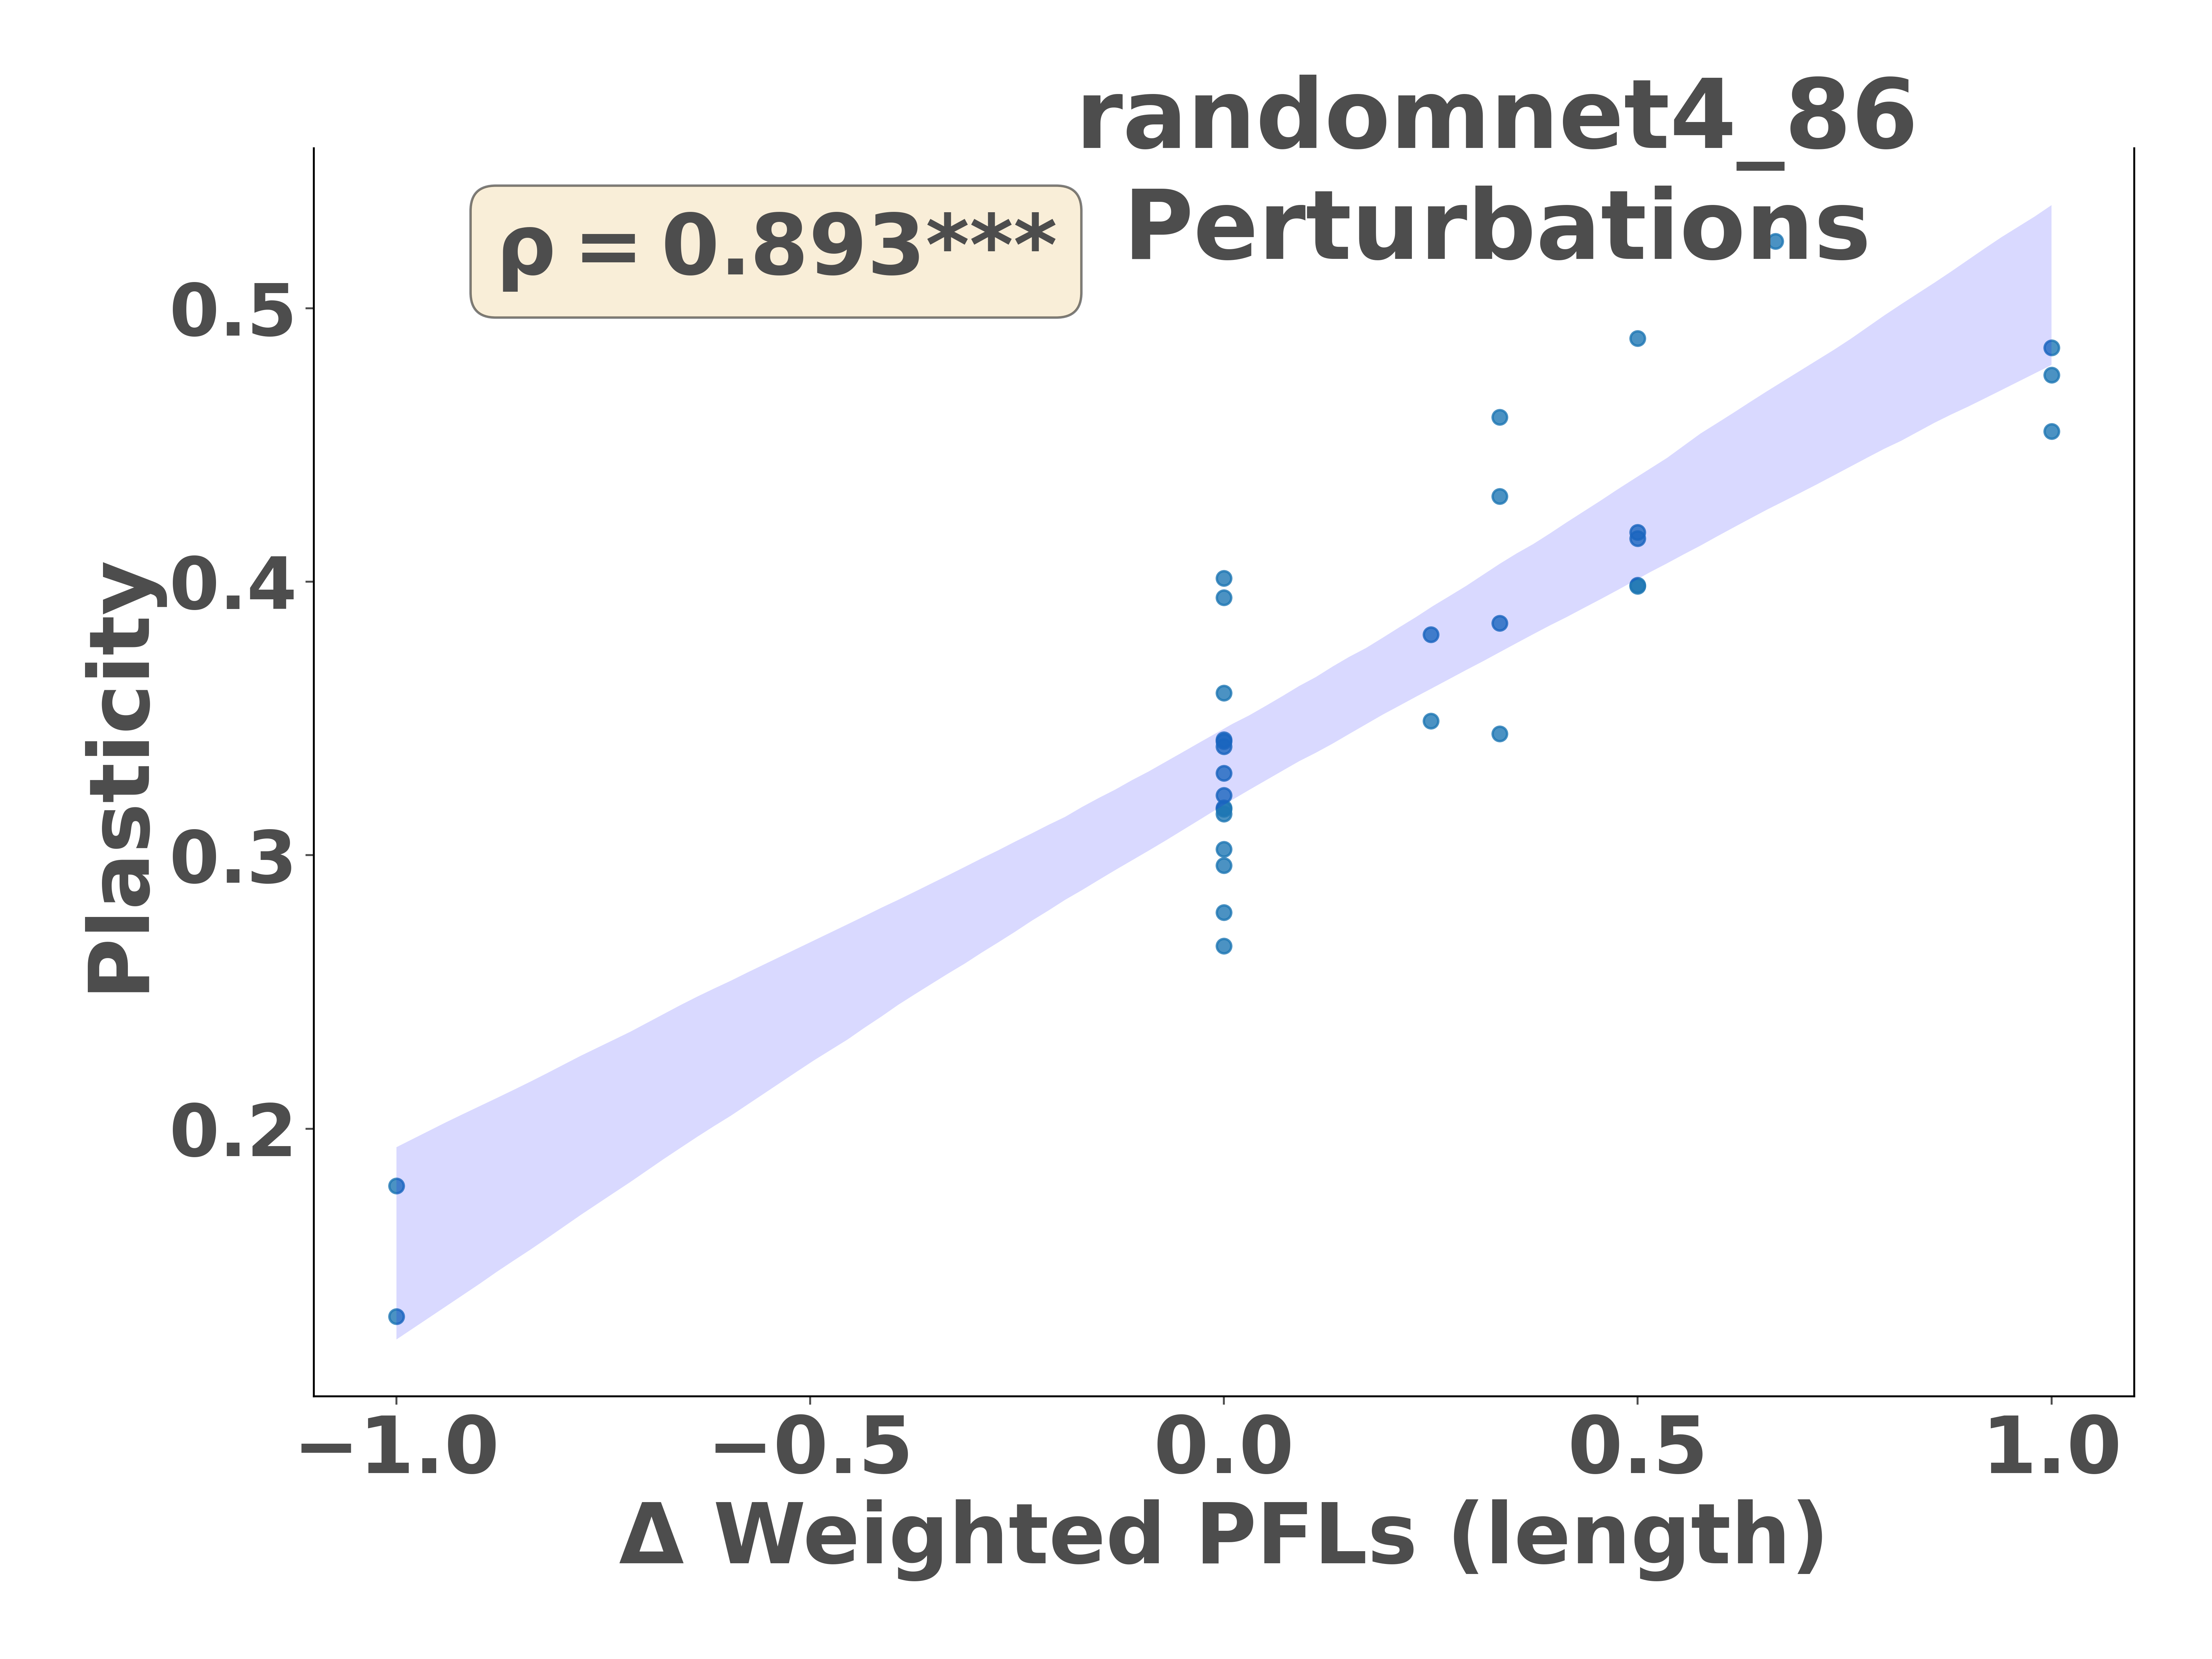 randomnet4_86
Perturbations
ρ = 0.893***
Plasticity
0.5
0.4
0.3
0.2
−1.0 −0.5 0.0 0.5 1.0
Δ Weighted PFLs (length)